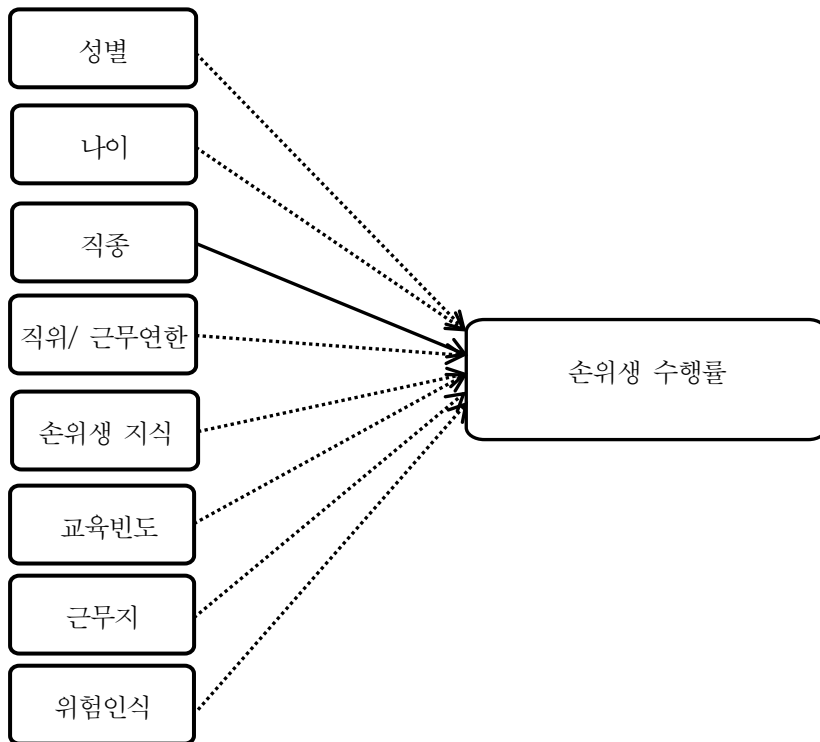 성별
나이
직종
직위/ 근무연한
손위생 수행률
손위생 지식
교육빈도
근무지
위험인식